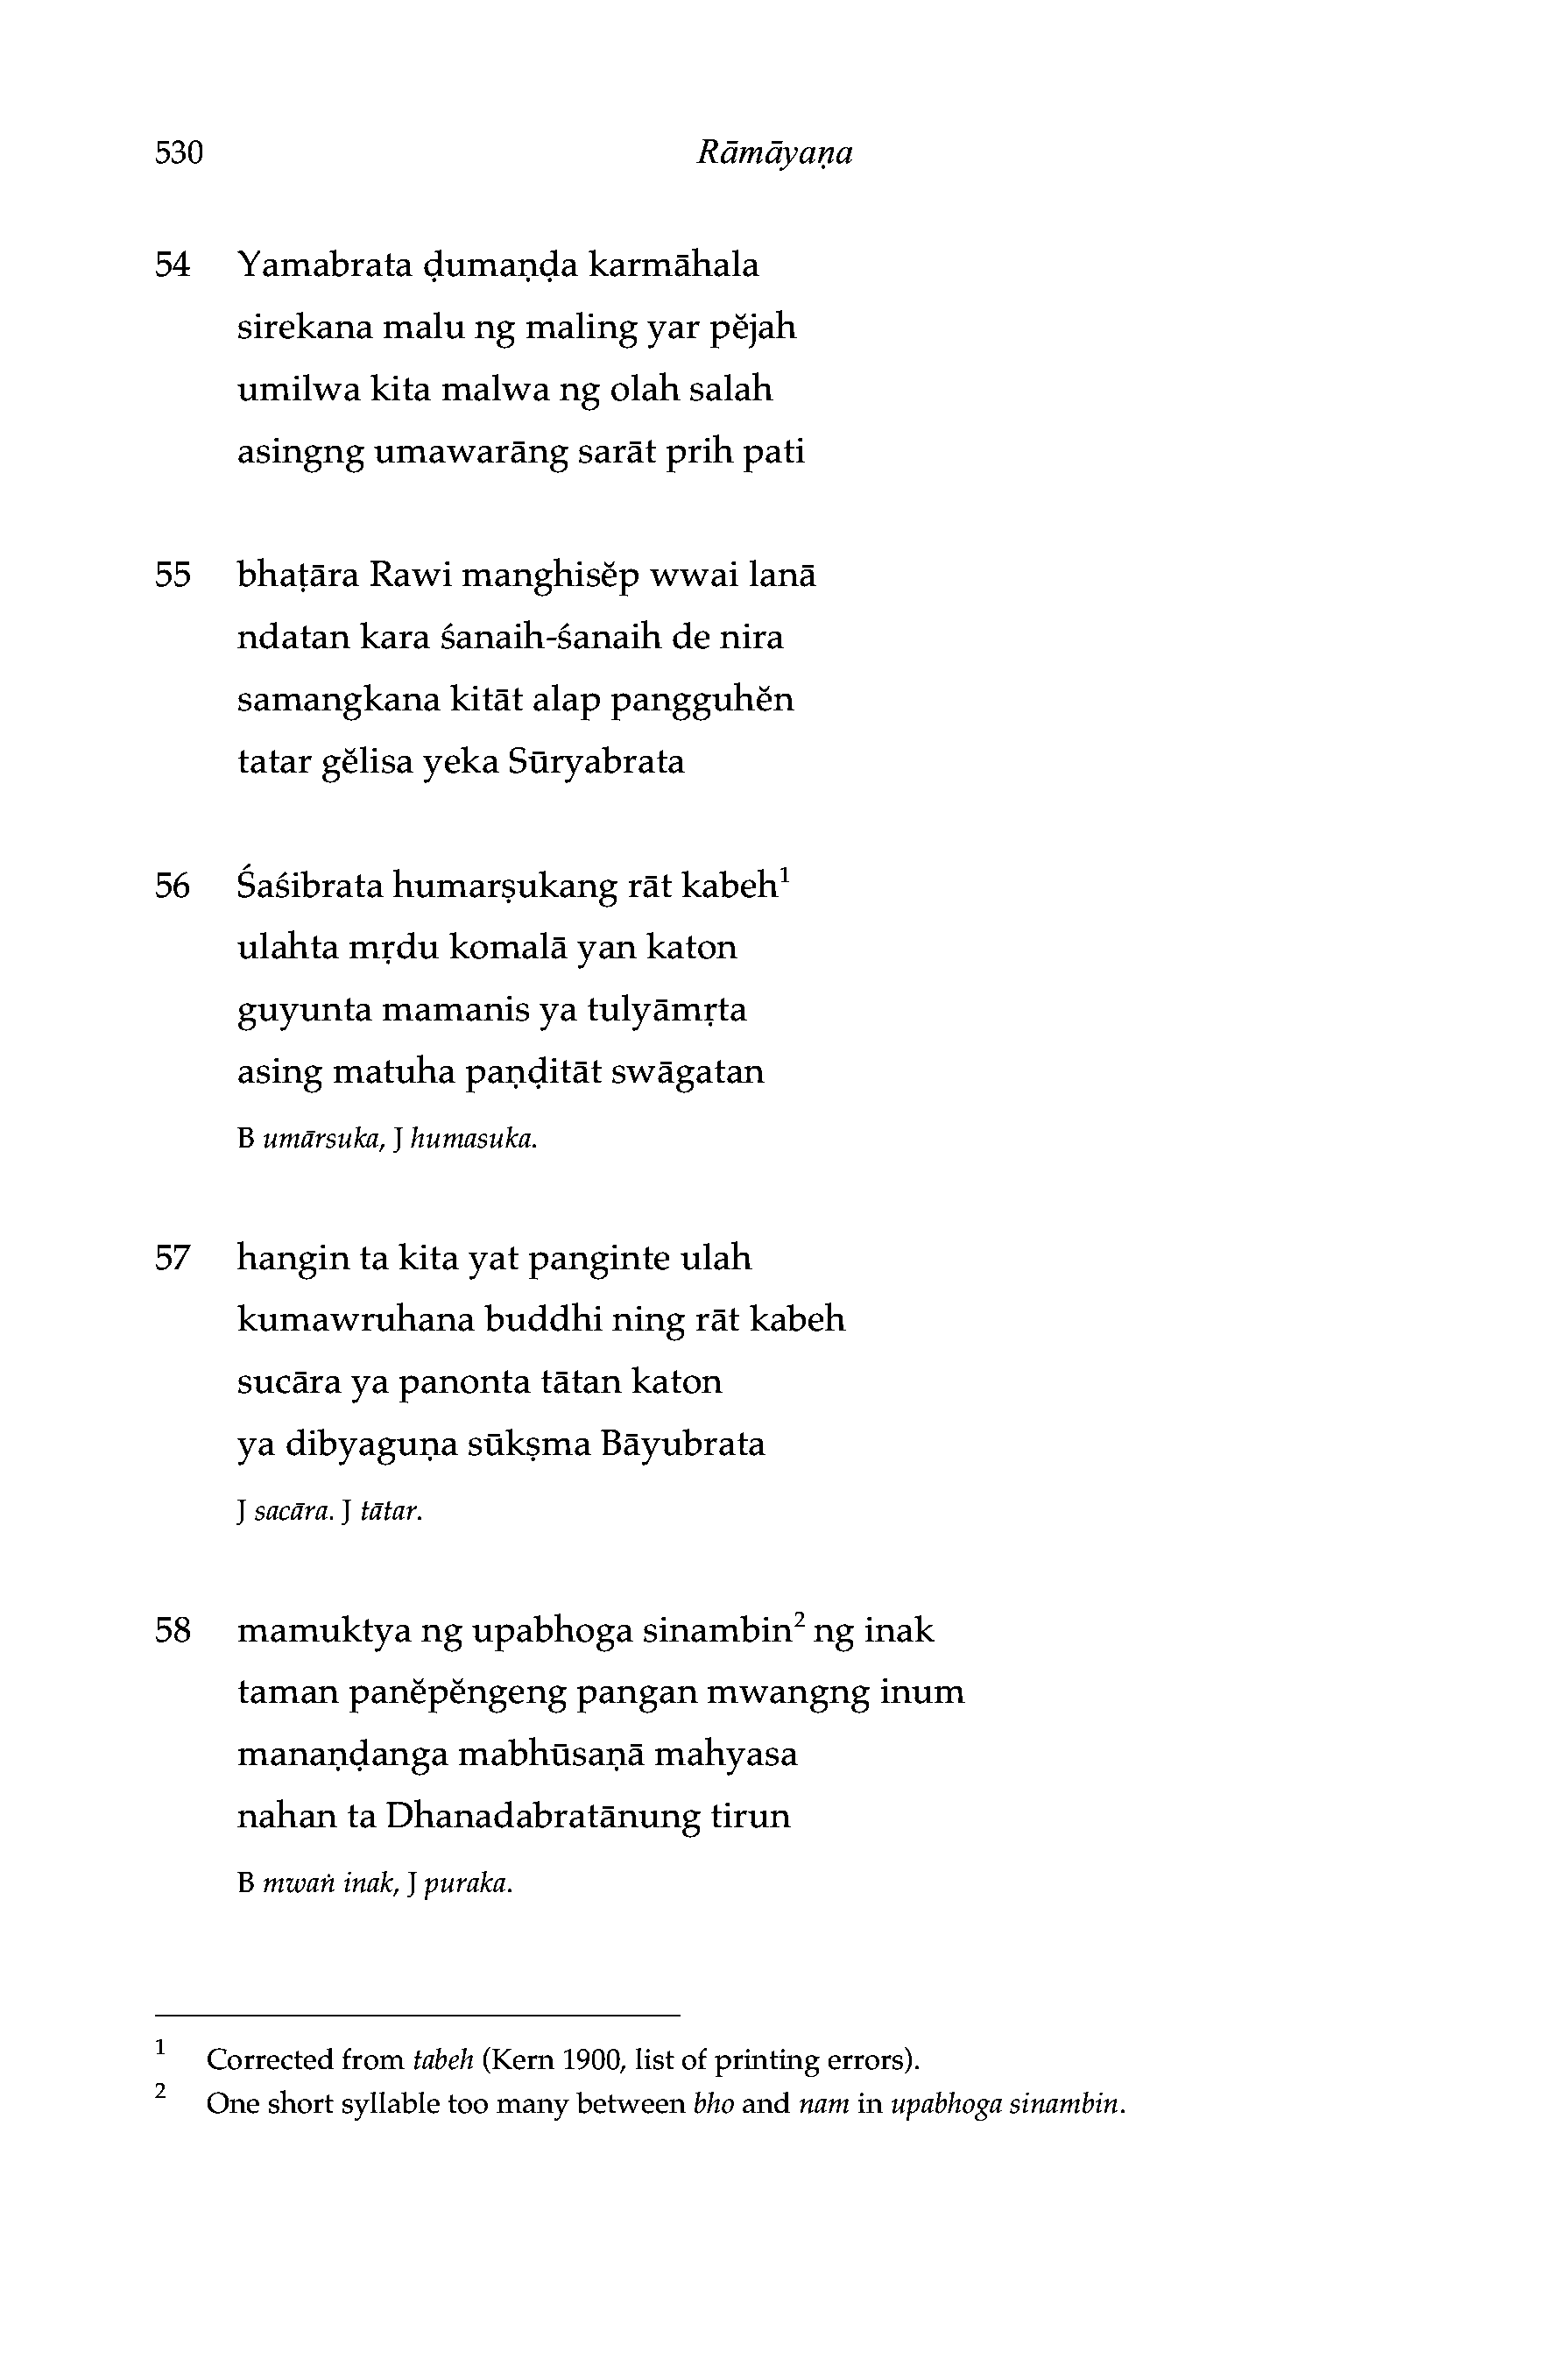 530 Rāmāyaṇa
54 Yamabrata ḍumaṇḍa karmāhala
sirekana malu ng maling yar pĕjah
umilwa kita malwa ng olah salah
asingng umawarāng sarāt prih pati
55 bhaṭāra Rawi manghisĕp wwai lanā
ndatan kara śanaih-śanaih de nira
samangkana kitāt alap pangguhĕn
tatar gĕlisa yeka Sūryabrata
56 Śaśibrata humarṣukang rāt kabeh¹
ulahta mṛdu komalā yan katon
guyunta mamanis ya tulyāmṛta
asing matuha paṇḍitāt swāgatan
B umārsuka, J humasuka.
57 hangin ta kita yat panginte ulah
kumawruhana buddhi ning rāt kabeh
sucāra ya panonta tātan katon
ya dibyaguṇa sūkṣma Bāyubrata
J sacāra. J tātar.
58 mamuktya ng upabhoga sinambin² ng inak
taman panĕpĕngeng pangan mwangng inum
manaṇḍanga mabhūsaṇā mahyasa
nahan ta Dhanadabratānung tirun
B mwaṅ inak, J puraka.
1 Corrected from tabeh (Kern 1900, list of printing errors).
2 One short syllable too many between bho and nam in upabhoga sinambin.